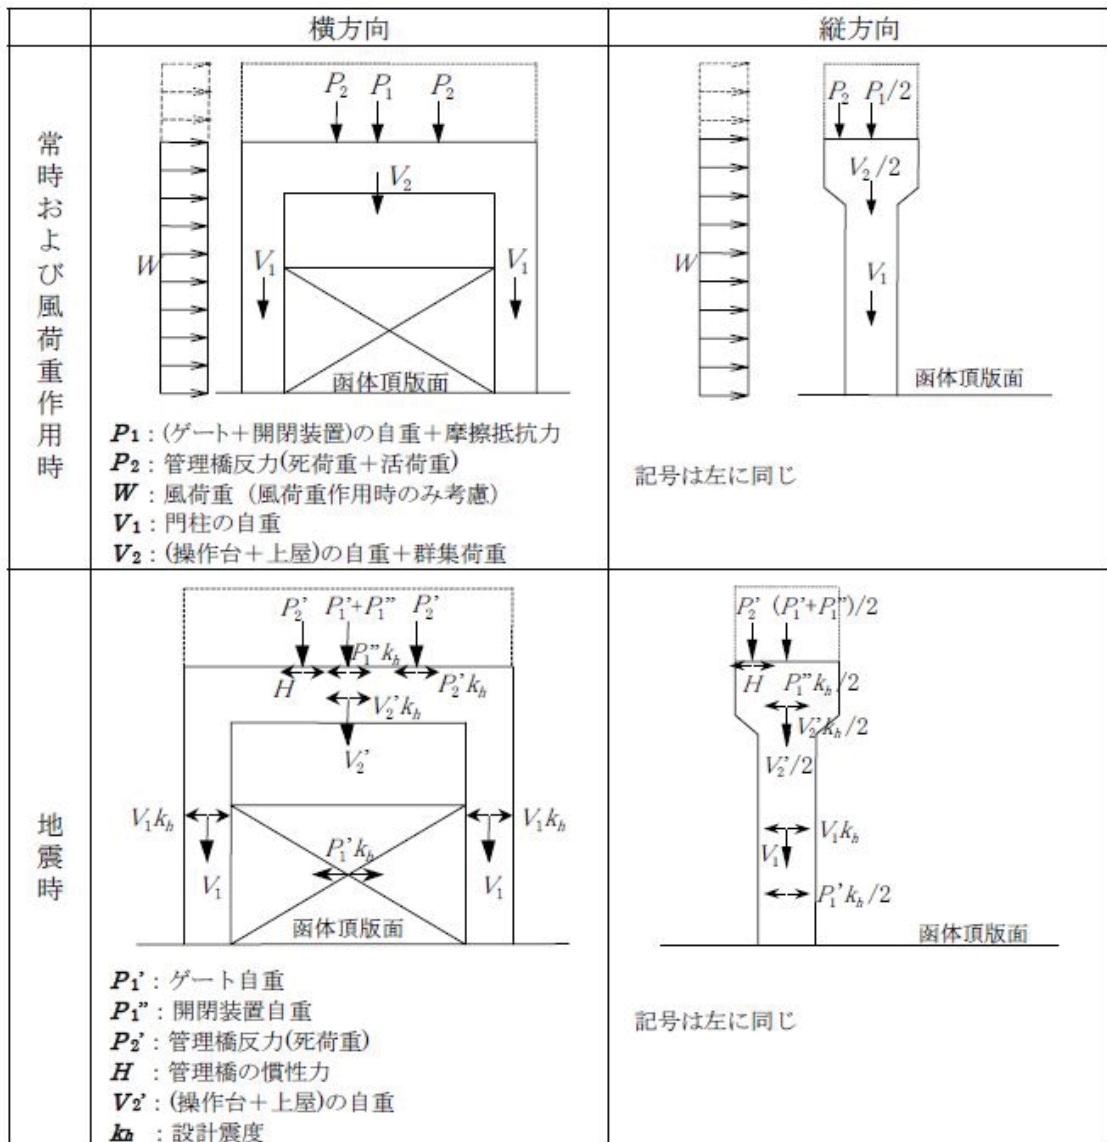 横方向
縦方向
常時および風荷重作用時
P₂ P₁ P₂
V₂
W
V₁ V₁
函体頂版面
P₁：(ゲート＋開閉装置)の自重＋摩擦抵抗力
P₂：管理橋反力(死荷重＋活荷重)
W：風荷重（風荷重作用時のみ考慮）
V₁：門柱の自重
V₂：(操作台＋上屋)の自重＋群集荷重
P₂ P₁/2
V₂/2
W
V₁
函体頂版面
記号は左に同じ
地震時
P₂' P₁'+P₁" P₂'
P₁"kₕ
H P₂'kₕ
V₂'kₕ
V₂'
V₁kₕ V₁kₕ
P₁'kₕ
V₁ V₁
函体頂版面
P₁'：ゲート自重
P₁"：開閉装置自重
P₂'：管理橋反力(死荷重)
H：管理橋の慣性力
V₂'：(操作台＋上屋)の自重
kₕ：設計震度
P₂' (P₁'+P₁")/2
H P₁"kₕ/2
V₂'kₕ/2
V₂'/2
V₁kₕ
V₁
P₁'kₕ/2
函体頂版面
記号は左に同じ